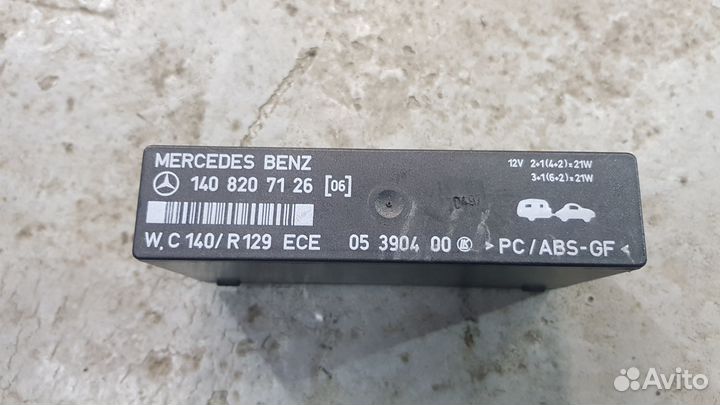 MERCEDES BENZ
140 820 71 26 [06]
W, C 140/R129 ECE 05 3904 00 >PC/ABS-GF<
12V 2+1(4+2)=21W
3+1(6+2)=21W
Avito